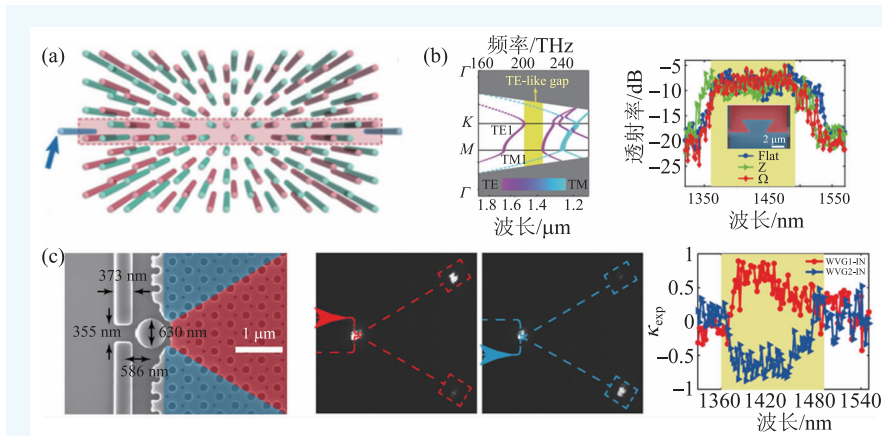 (a)
(b)
频率/THz
160 200 240
Γ
K
M
Γ
TE-like gap
TE1
TM1
TE TM
1.8 1.6 1.4 1.2
波长/μm
透射率/dB
-5
-10
-15
-20
-25
2 μm
Flat
Z
Ω
1350 1450 1550
波长/nm
(c)
373 nm
355 nm
630 nm
586 nm
1 μm
κexp
1
0.5
0
-0.5
-1
WVG1-IN
WVG2-IN
1360 1420 1480 1540
波长/nm